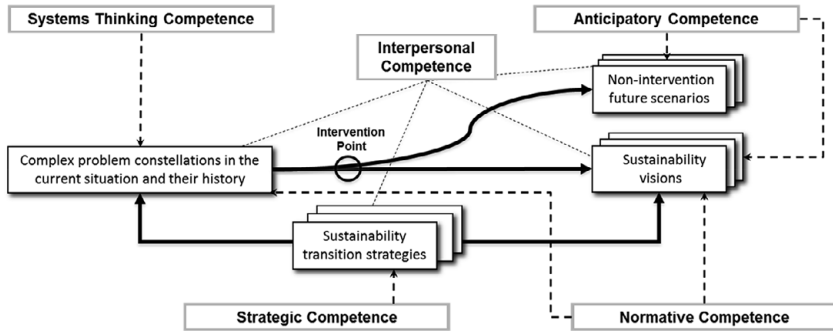 Systems Thinking Competence
Anticipatory Competence
Interpersonal
Competence
Non-intervention
future scenarios
Intervention
Point
Complex problem constellations in the
current situation and their history
Sustainability
visions
Sustainability
transition strategies
Strategic Competence
Normative Competence